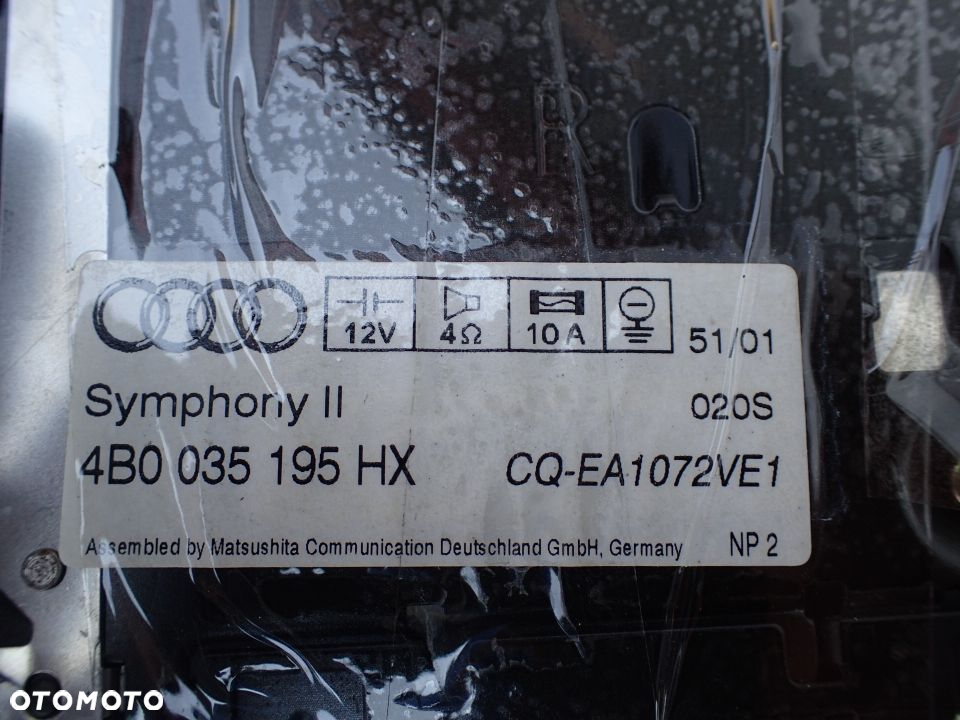 R
12V 4Ω 10A 51/01
Symphony II 020S
4B0 035 195 HX CQ-EA1072VE1
Assembled by Matsushita Communication Deutschland GmbH, Germany NP 2
OTOMOTO